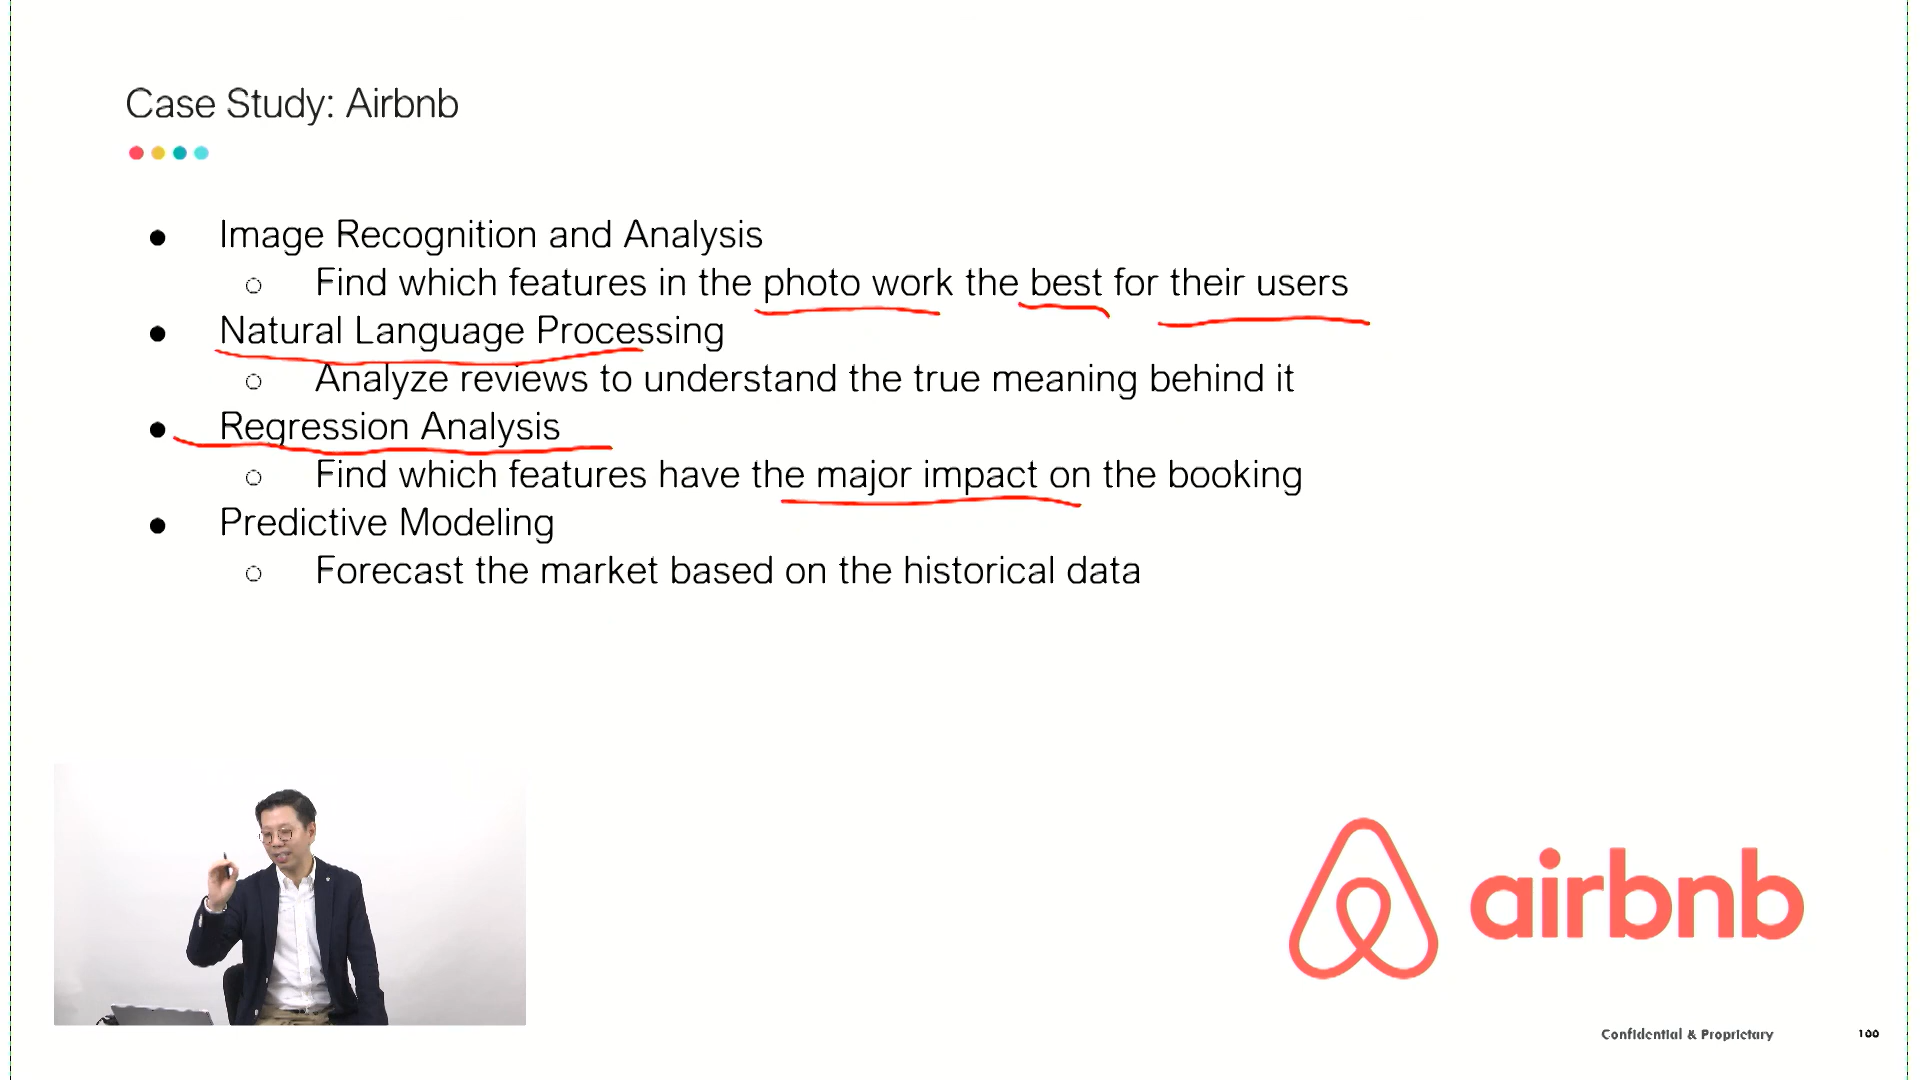 Case Study: Airbnb
● Image Recognition and Analysis
○ Find which features in the photo work the best for their users
● Natural Language Processing
○ Analyze reviews to understand the true meaning behind it
● Regression Analysis
○ Find which features have the major impact on the booking
● Predictive Modeling
○ Forecast the market based on the historical data
airbnb
Confidential & Proprietary
100